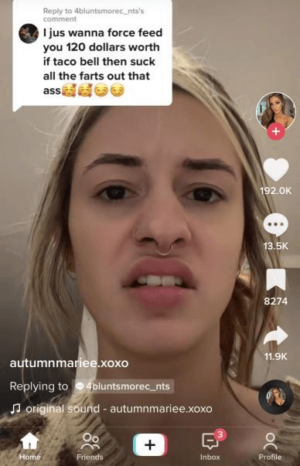 Reply to 4bluntsmorec_nts's
comment
I jus wanna force feed
you 120 dollars worth
if taco bell then suck
all the farts out that
ass🥰🥰😏😏
192.0K
13.5K
8274
11.9K
autumnmariee.xoxo
Replying to 4bluntsmorec_nts
original sound - autumnmariee.xoxo
3
Home
Friends
Inbox
Profile